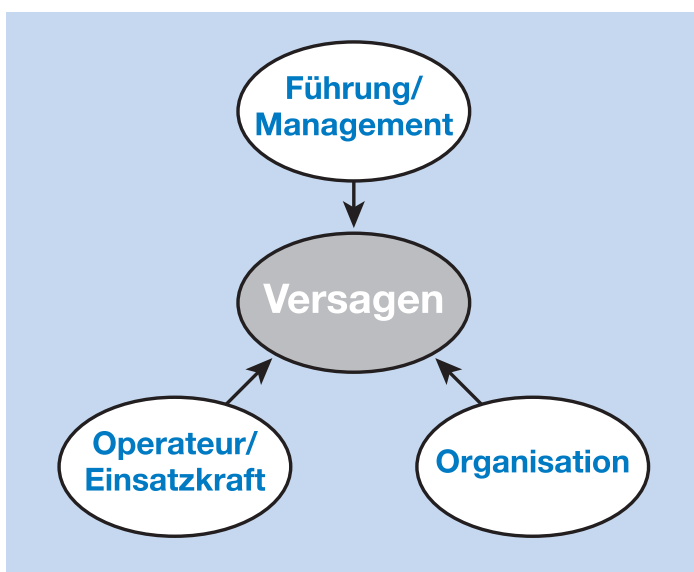 Führung/
Management
Versagen
Operateur/
Einsatzkraft
Organisation